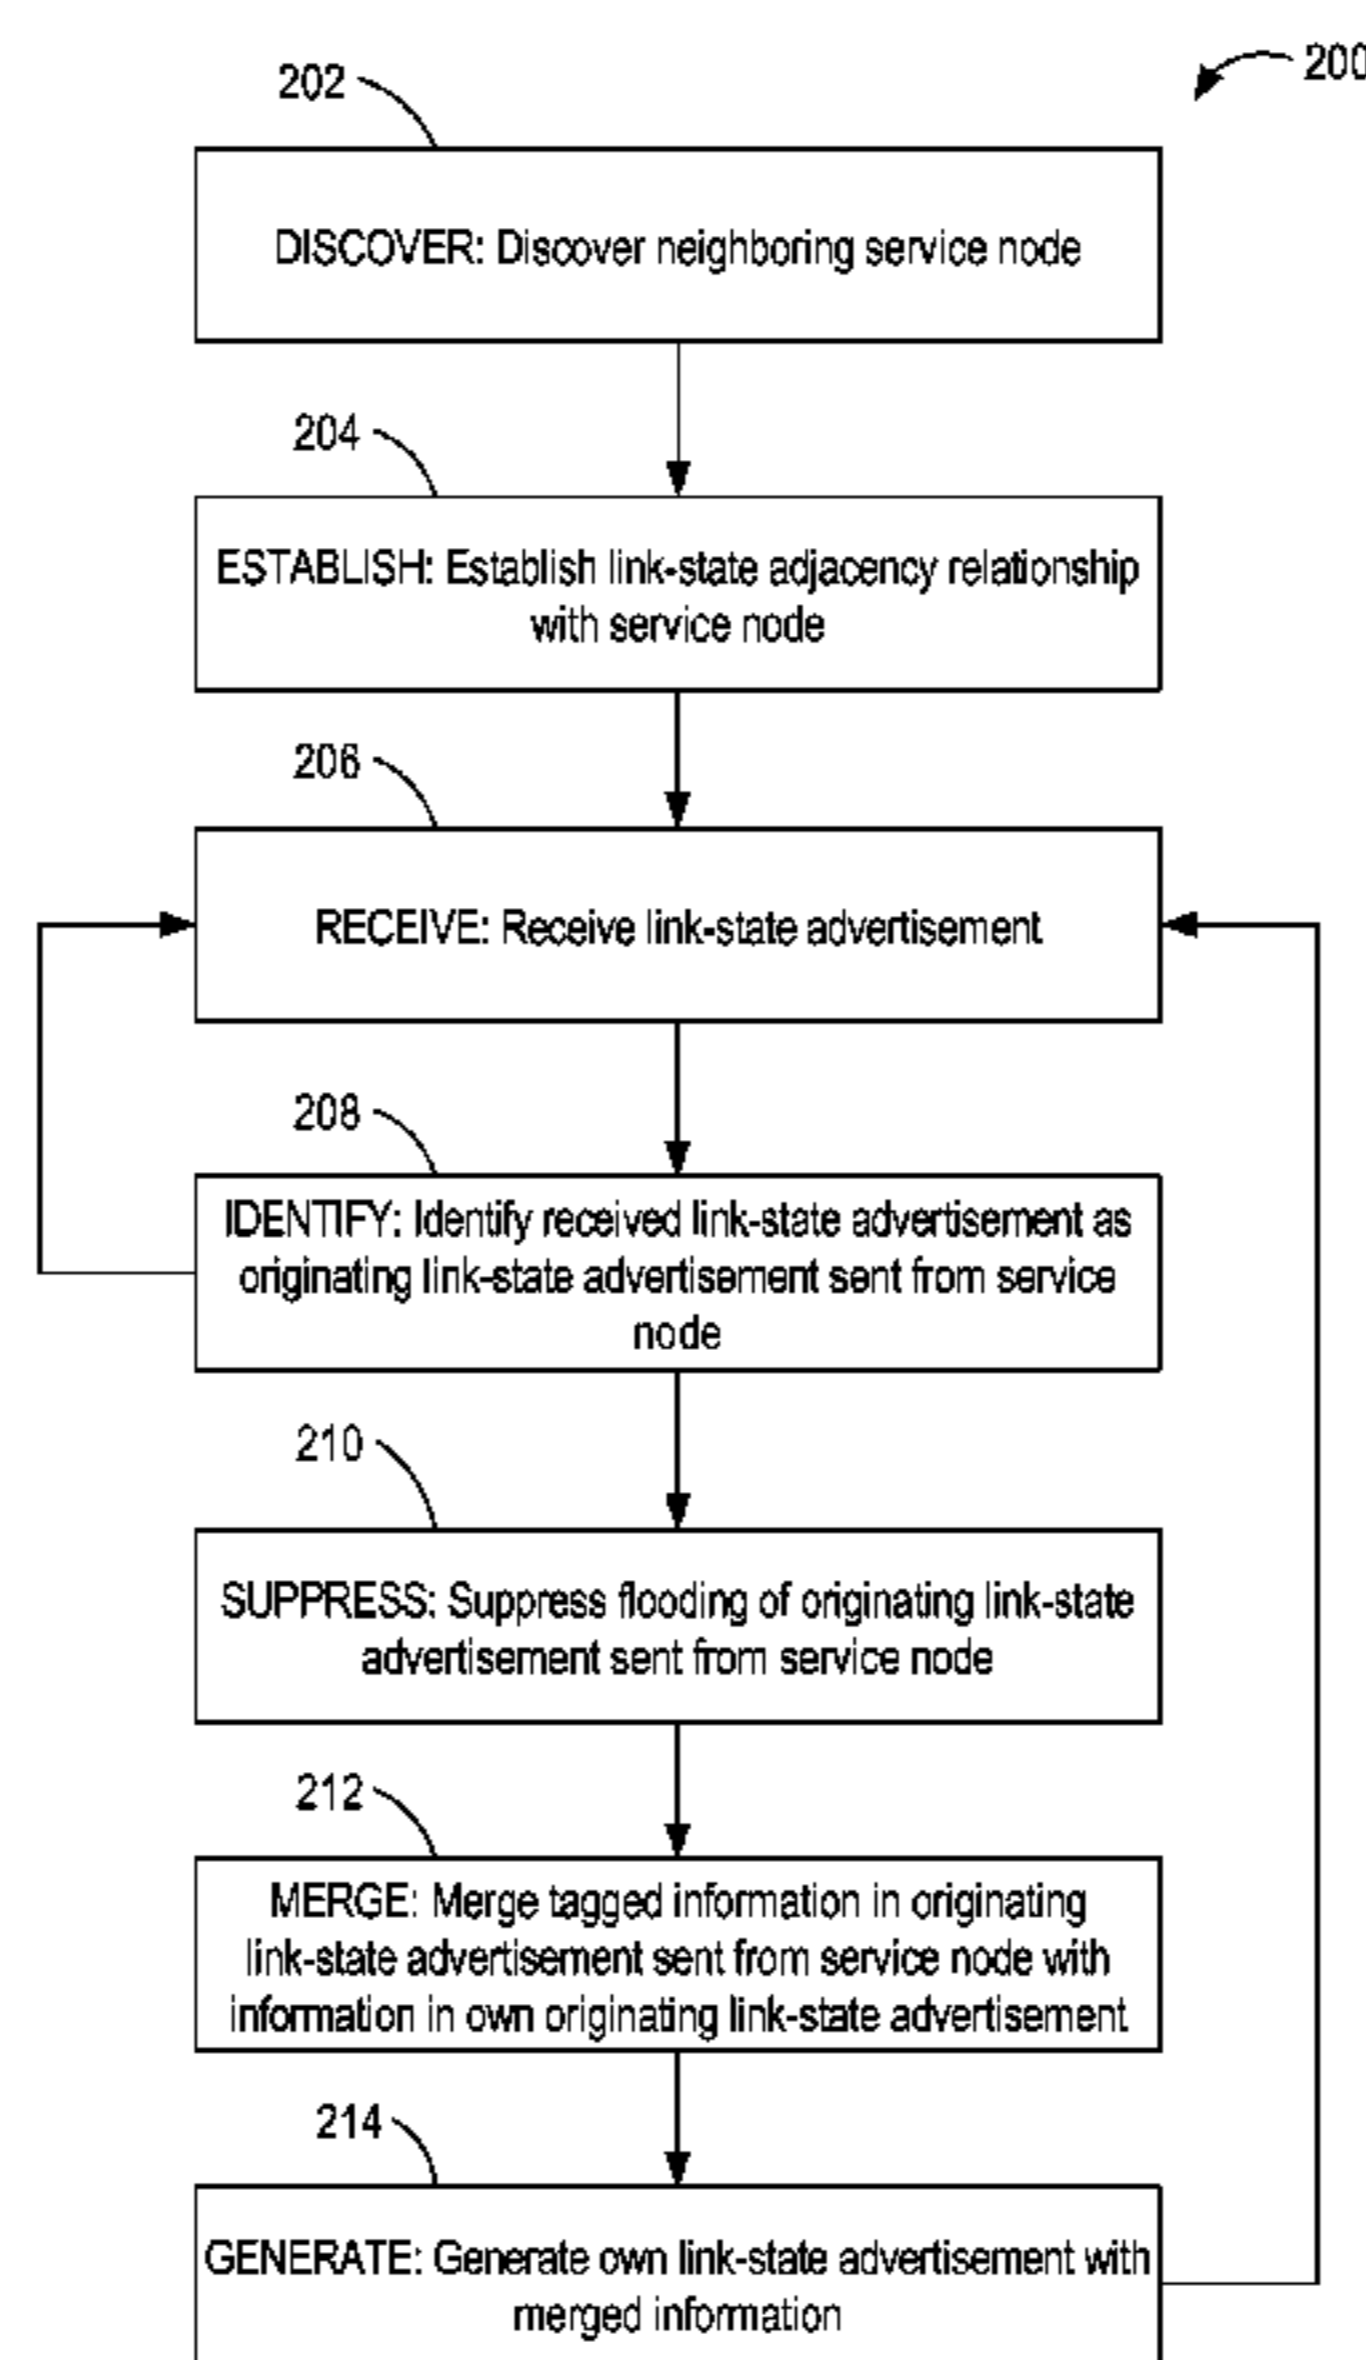 200
202
DISCOVER: Discover neighboring service node
204
ESTABLISH: Establish link-state adjacency relationship
with service node
206
RECEIVE: Receive link-state advertisement
208
IDENTIFY: Identify received link-state advertisement as
originating link-state advertisement sent from service
node
210
SUPPRESS: Suppress flooding of originating link-state
advertisement sent from service node
212
MERGE: Merge tagged information in originating
link-state advertisement sent from service node with
information in own originating link-state advertisement
214
GENERATE: Generate own link-state advertisement with
merged information